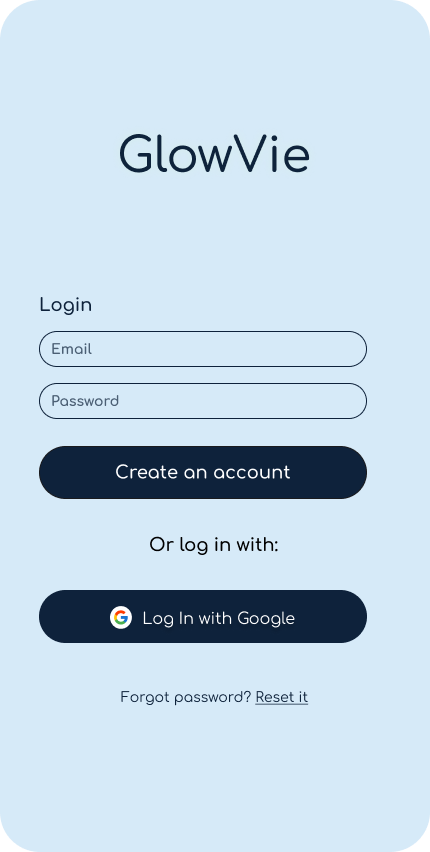 GlowVie
Login
Email
Password
Create an account
Or log in with:
Log In with Google
Forgot password? Reset it